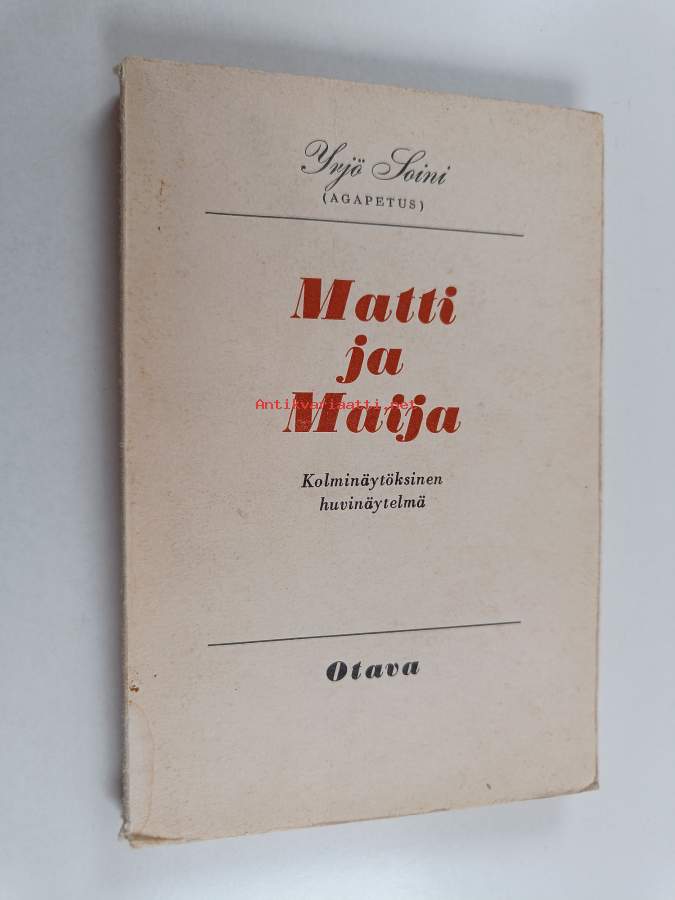 Yrjö Soini
(AGAPETUS)
Matti
ja
Antikvariaatti.net
Maija
Kolminäytöksinen
huvinäytelmä
Otava